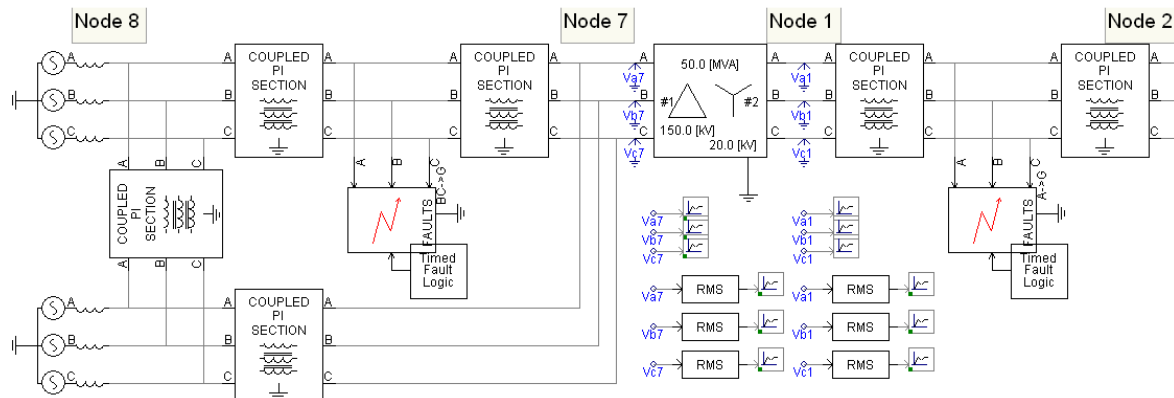 Node 8
Node 7
Node 1
Node 2
A
B
C
A
B
C
COUPLED
PI
SECTION
A
B
C
A
B
C
COUPLED
PI
SECTION
A
B
C
Va7
Vb7
Vc7
A
B
C
50.0 [MVA]
#1
#2
150.0 [kV]
20.0 [kV]
A
B
C
Va1
Vb1
Vc1
A
B
C
COUPLED
PI
SECTION
A
B
C
A
B
C
COUPLED
PI
SECTION
A
B
C
A
B
C
COUPLED
PI
SECTION
A
B
C
A
B
C
FAULTS
BC->G
Timed
Fault
Logic
A
B
C
FAULTS
A->G
Timed
Fault
Logic
Va7
Vb7
Vc7
Va1
Vb1
Vc1
Va7
RMS
Va1
RMS
Vb7
RMS
Vb1
RMS
Vc7
RMS
Vc1
RMS
A
B
C
A
B
C
COUPLED
PI
SECTION
A
B
C